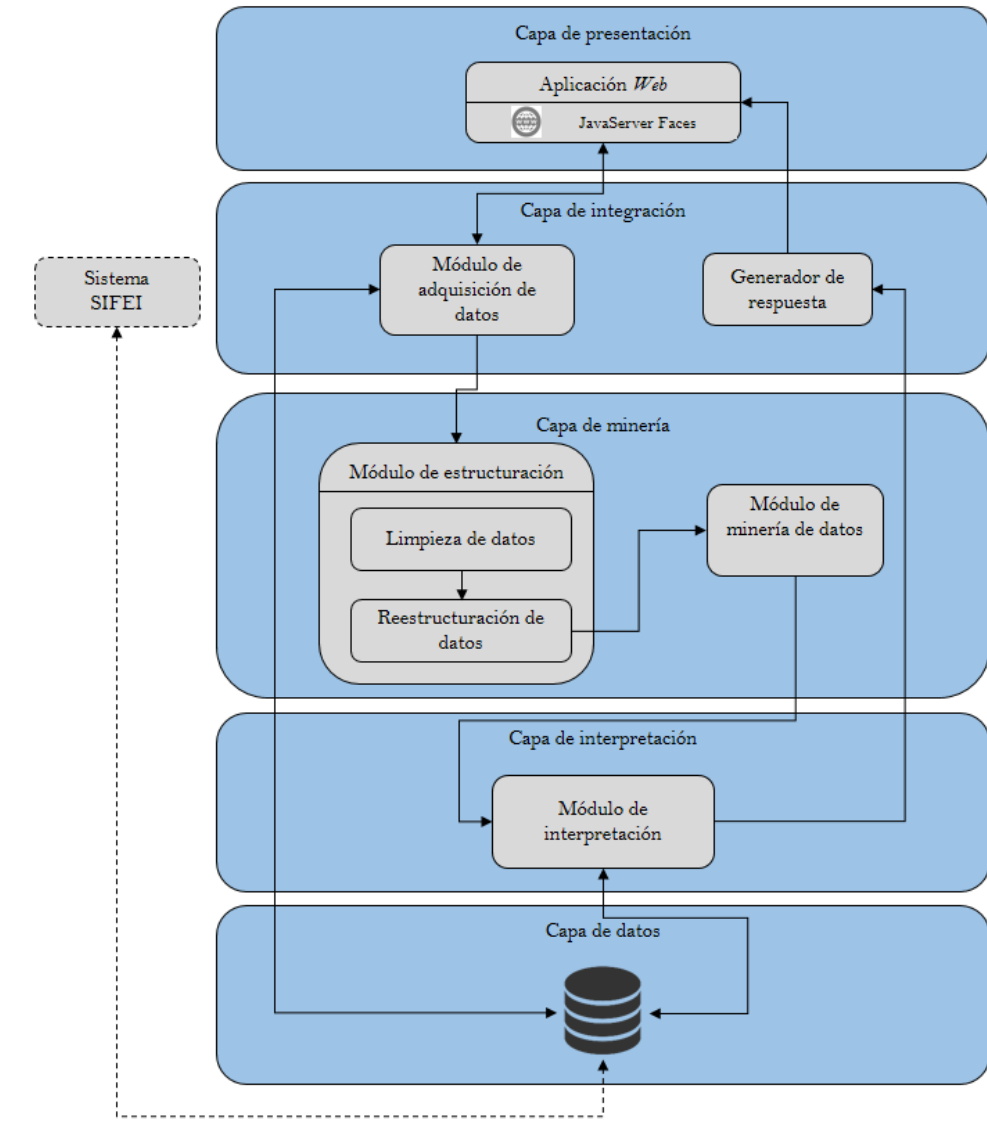 Capa de presentación
Aplicación Web
JavaServer Faces
Capa de integración
Módulo de
adquisición de
datos
Generador de
respuesta
Sistema
SIFEI
Capa de minería
Módulo de estructuración
Limpieza de datos
Reestructuración de
datos
Módulo de
minería de datos
Capa de interpretación
Módulo de
interpretación
Capa de datos